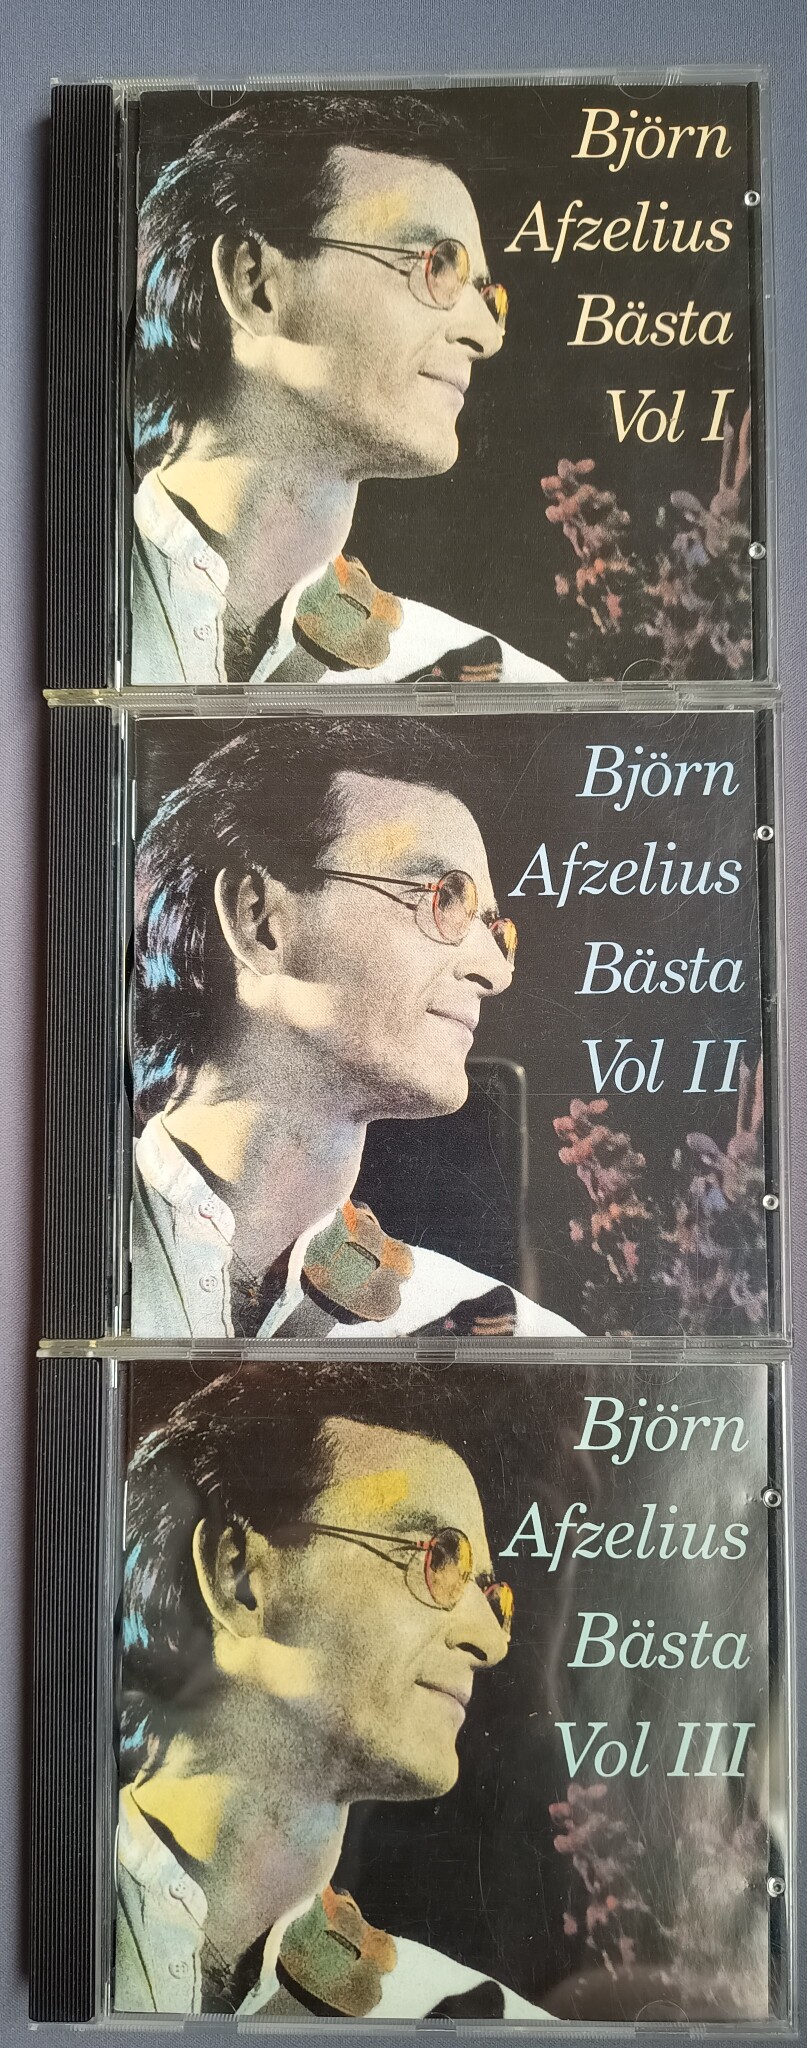 Björn
Afzelius
Bästa
Vol I
Björn
Afzelius
Bästa
Vol II
Björn
Afzelius
Bästa
Vol III